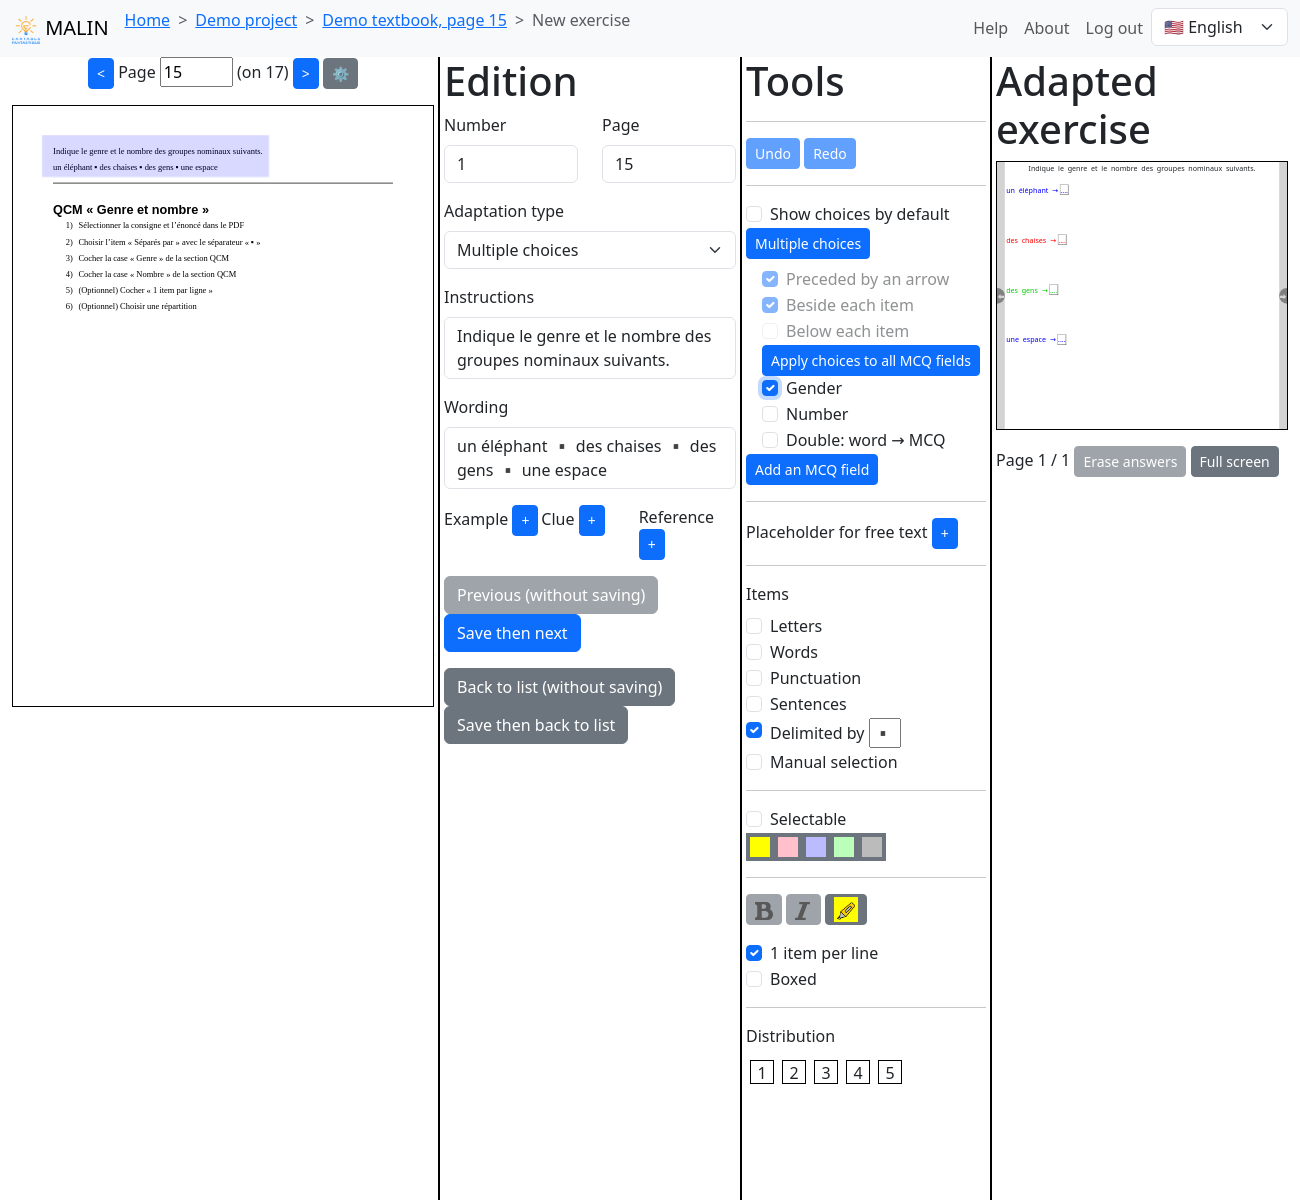 MALIN
Home > Demo project > Demo textbook, page 15 > New exercise
Help About Log out 🇺🇸 English
< Page 15 (on 17) > ⚙️
Indique le genre et le nombre des groupes nominaux suivants.
un éléphant ▪ des chaises ▪ des gens ▪ une espace
QCM « Genre et nombre »
1) Sélectionner la consigne et l’énoncé dans le PDF
2) Choisir l’item « Séparés par » avec le séparateur « ▪ »
3) Cocher la case « Genre » de la section QCM
4) Cocher la case « Nombre » de la section QCM
5) (Optionnel) Cocher « 1 item par ligne »
6) (Optionnel) Choisir une répartition
Edition
Number Page
1 15
Adaptation type
Multiple choices
Instructions
Indique le genre et le nombre des
groupes nominaux suivants.
Wording
un éléphant ▪ des chaises ▪ des
gens ▪ une espace
Example + Clue + Reference
+
Previous (without saving)
Save then next
Back to list (without saving)
Save then back to list
Tools
Undo Redo
Show choices by default
Multiple choices
Preceded by an arrow
Beside each item
Below each item
Apply choices to all MCQ fields
Gender
Number
Double: word → MCQ
Add an MCQ field
Placeholder for free text +
Items
Letters
Words
Punctuation
Sentences
Delimited by ▪
Manual selection
Selectable
B I
1 item per line
Boxed
Distribution
1 2 3 4 5
Adapted
exercise
Indique le genre et le nombre des groupes nominaux suivants.
un éléphant →...
des chaises →...
des gens →...
une espace →...
Page 1 / 1 Erase answers Full screen